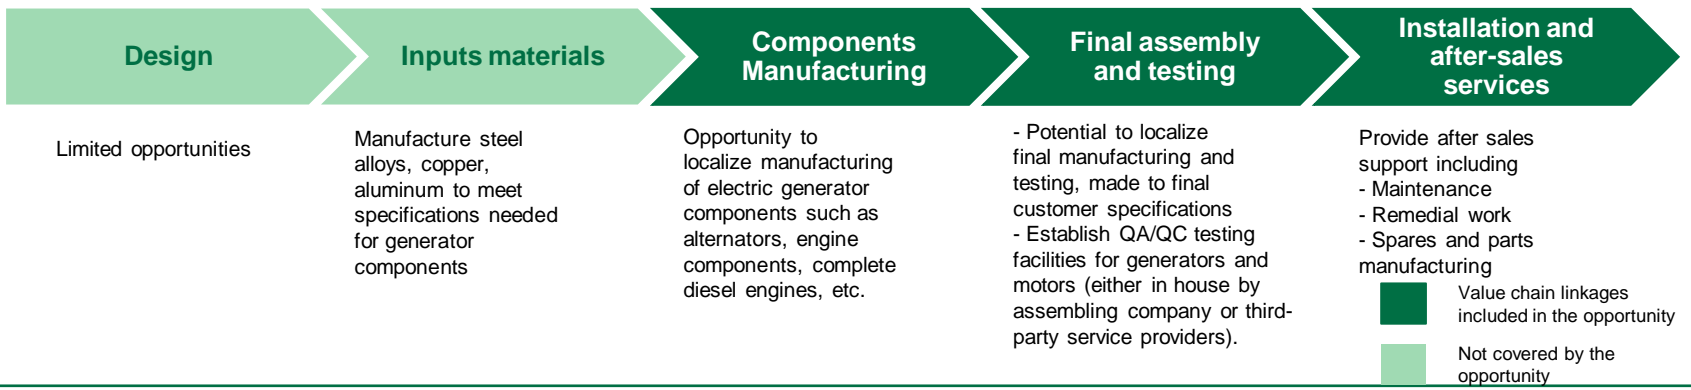 Design
Inputs materials
Components
Manufacturing
Final assembly
and testing
Installation and
after-sales
services
Limited opportunities
Manufacture steel
alloys, copper,
aluminum to meet
specifications needed
for generator
components
Opportunity to
localize manufacturing
of electric generator
components such as
alternators, engine
components, complete
diesel engines, etc.
- Potential to localize
final manufacturing and
testing, made to final
customer specifications
- Establish QA/QC testing
facilities for generators and
motors (either in house by
assembling company or third-
party service providers).
Provide after sales
support including
- Maintenance
- Remedial work
- Spares and parts
manufacturing
Value chain linkages
included in the opportunity
Not covered by the
opportunity